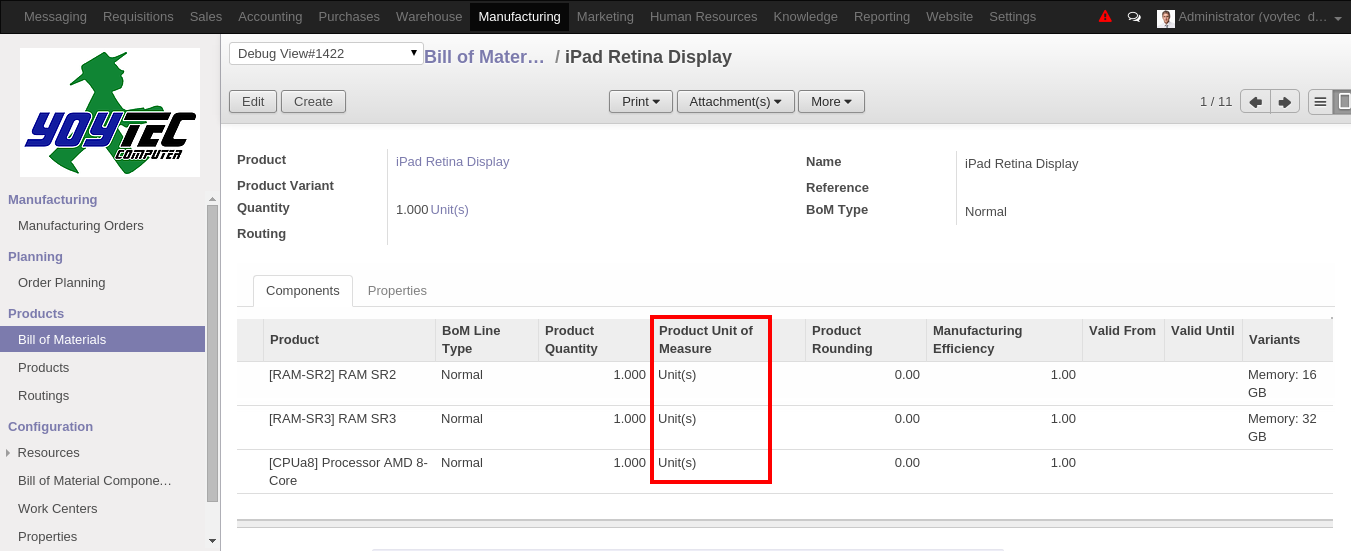 Messaging Requisitions Sales Accounting Purchases Warehouse Manufacturing Marketing Human Resources Knowledge Reporting Website Settings Administrator (yoytec_d…
Debug View#1422 Bill of Mater… / iPad Retina Display
Edit Create Print Attachment(s) More 1 / 11
YOYTEC
COMPUTER
Manufacturing
Manufacturing Orders
Planning
Order Planning
Products
Bill of Materials
Products
Routings
Configuration
Resources
Bill of Material Compone…
Work Centers
Properties
Product iPad Retina Display Name iPad Retina Display
Product Variant Reference
Quantity 1.000 Unit(s) BoM Type Normal
Routing
Components Properties
Product BoM Line Type Product Quantity Product Unit of Measure Product Rounding Manufacturing Efficiency Valid From Valid Until Variants
[RAM-SR2] RAM SR2 Normal 1.000 Unit(s) 0.00 1.00 Memory: 16 GB
[RAM-SR3] RAM SR3 Normal 1.000 Unit(s) 0.00 1.00 Memory: 32 GB
[CPUa8] Processor AMD 8-Core Normal 1.000 Unit(s) 0.00 1.00